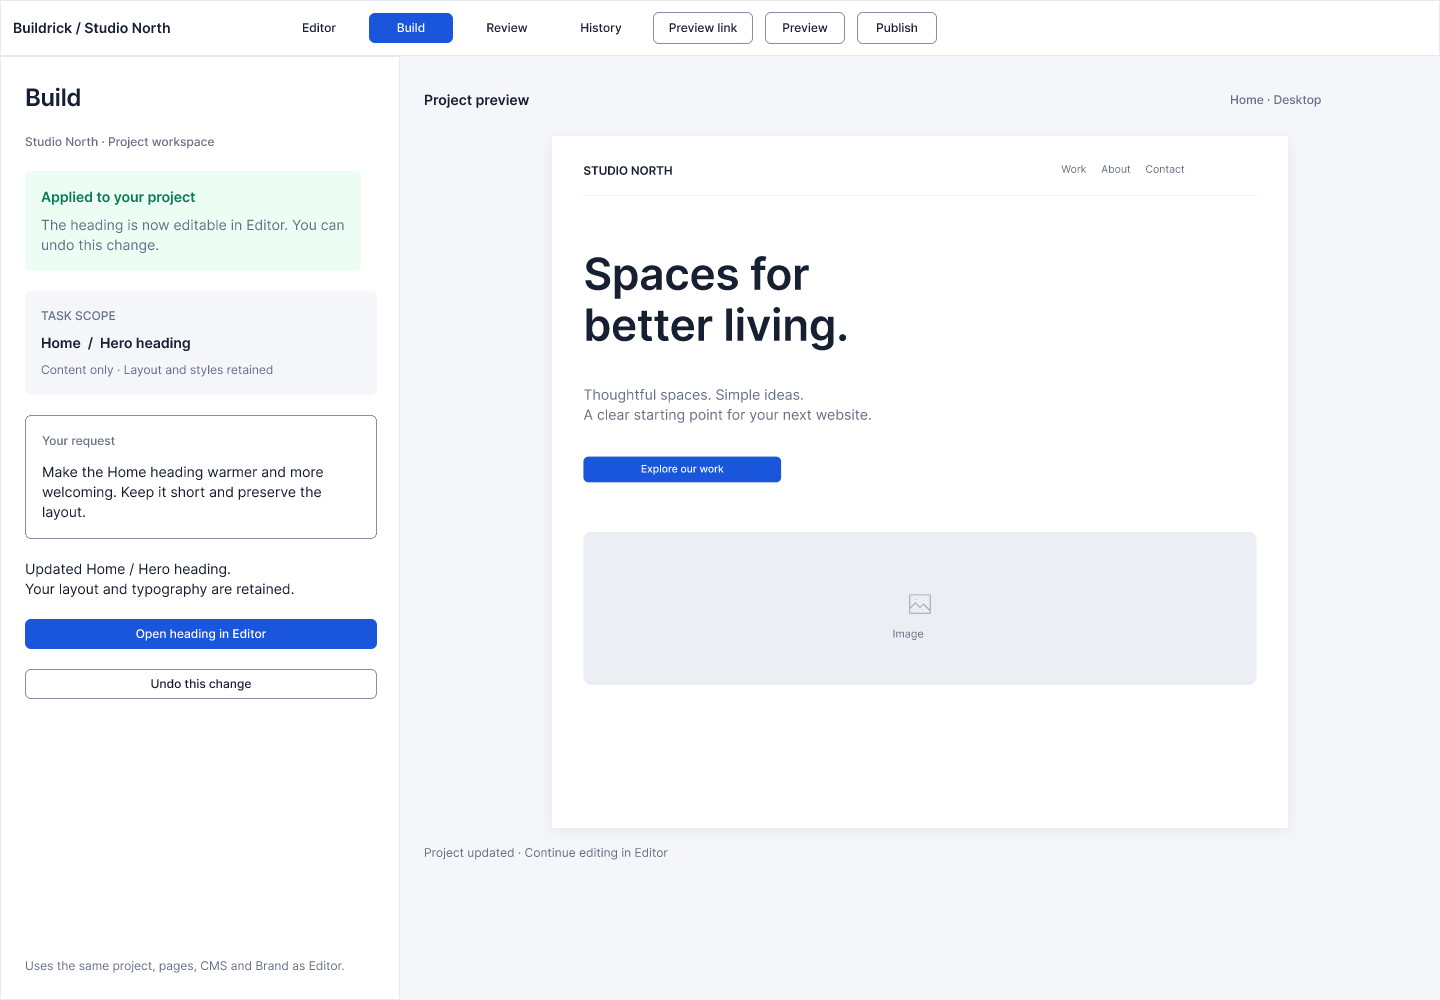 Buildrick / Studio North
Editor
Build
Review
History
Preview link
Preview
Publish
Build
Studio North · Project workspace
Applied to your project
The heading is now editable in Editor. You can
undo this change.
TASK SCOPE
Home / Hero heading
Content only · Layout and styles retained
Your request
Make the Home heading warmer and more
welcoming. Keep it short and preserve the
layout.
Updated Home / Hero heading.
Your layout and typography are retained.
Open heading in Editor
Undo this change
Uses the same project, pages, CMS and Brand as Editor.
Project preview
Home · Desktop
STUDIO NORTH
Work
About
Contact
Spaces for
better living.
Thoughtful spaces. Simple ideas.
A clear starting point for your next website.
Explore our work
Image
Project updated · Continue editing in Editor